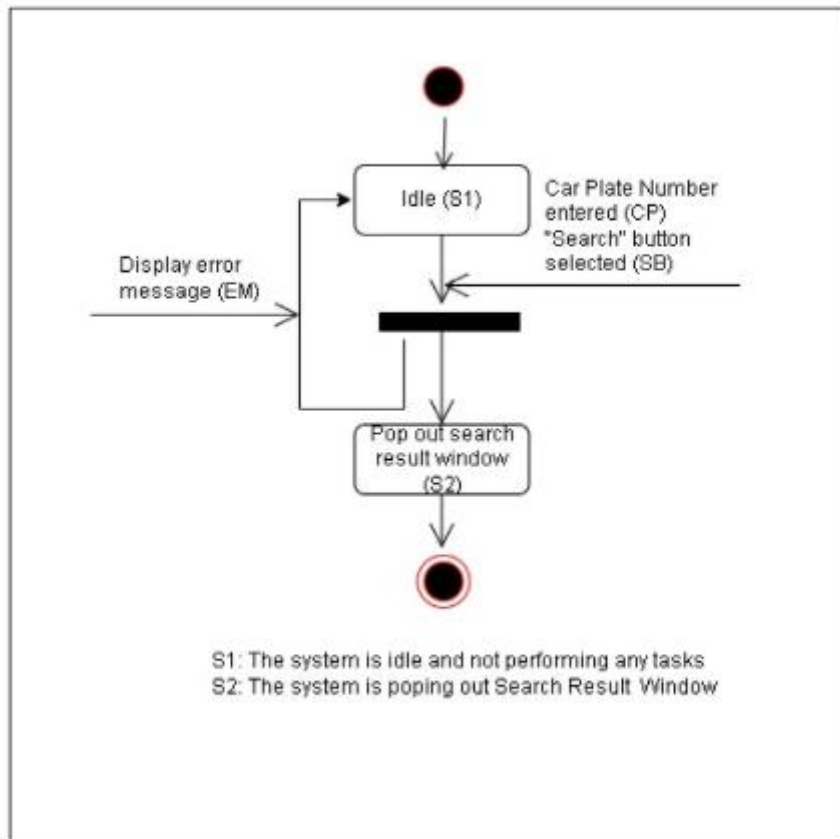 Idle (S1)
Car Plate Number
entered (CP)
"Search" button
selected (SB)
Display error
message (EM)
Pop out search
result window
(S2)
S1: The system is idle and not performing any tasks
S2: The system is poping out Search Result Window